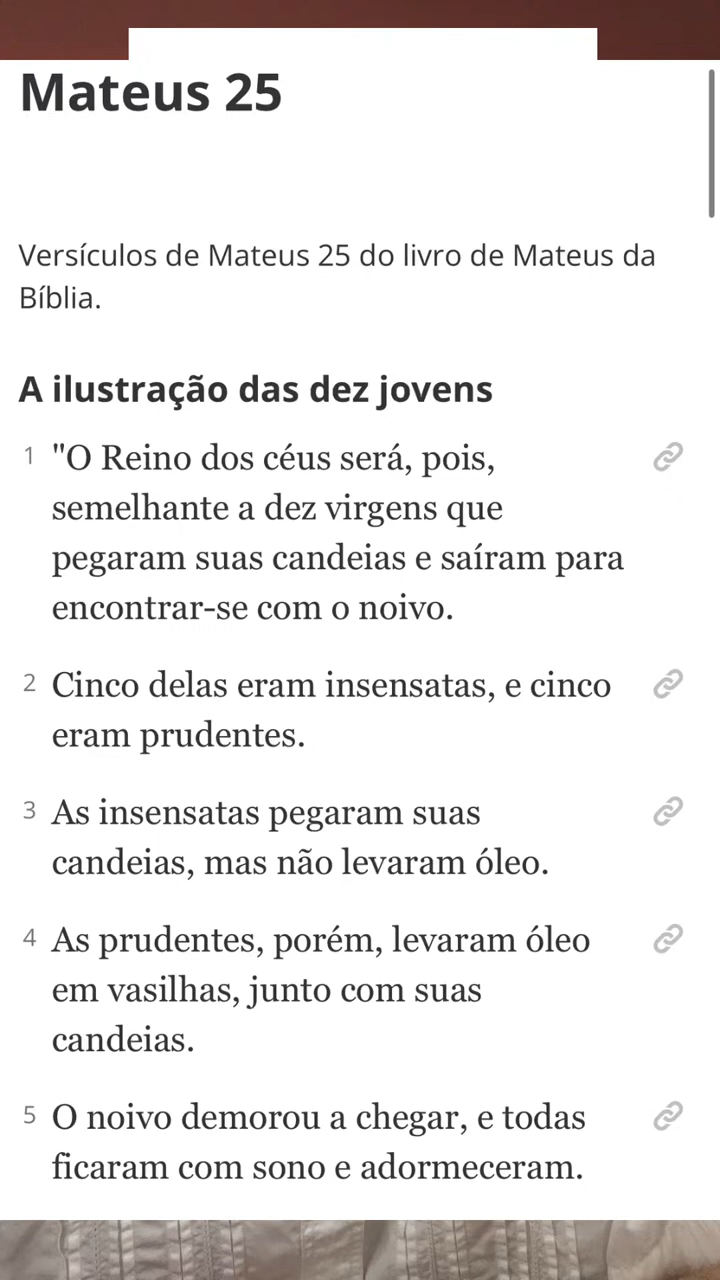 Mateus 25
Versículos de Mateus 25 do livro de Mateus da
Bíblia.
A ilustração das dez jovens
1 "O Reino dos céus será, pois,
semelhante a dez virgens que
pegaram suas candeias e saíram para
encontrar-se com o noivo.
2 Cinco delas eram insensatas, e cinco
eram prudentes.
3 As insensatas pegaram suas
candeias, mas não levaram óleo.
4 As prudentes, porém, levaram óleo
em vasilhas, junto com suas
candeias.
5 O noivo demorou a chegar, e todas
ficaram com sono e adormeceram.